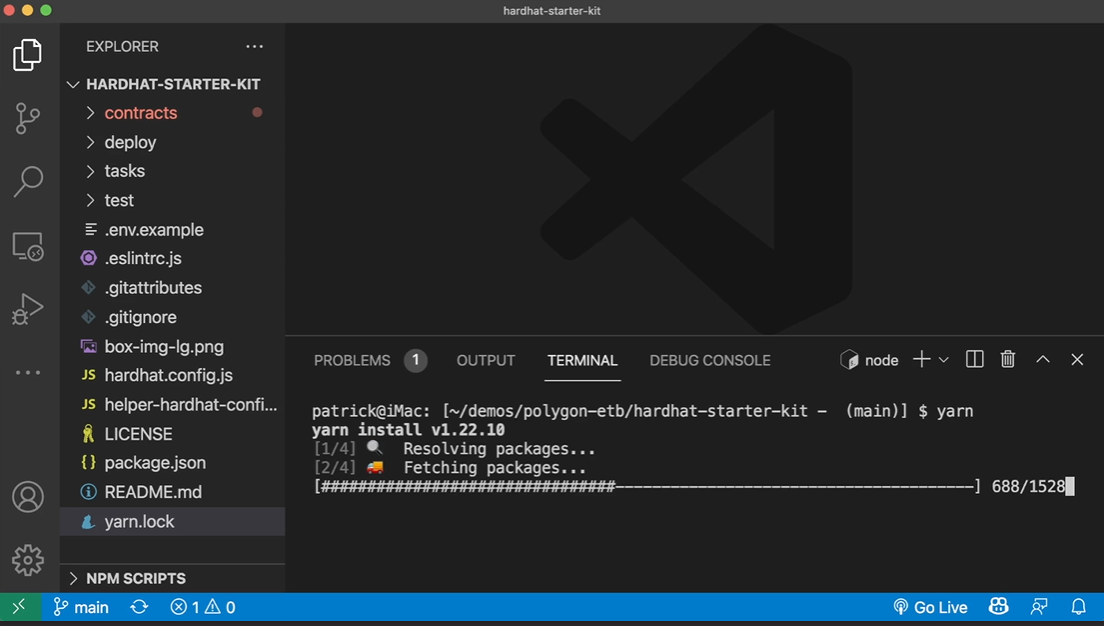 hardhat-starter-kit
EXPLORER
HARDHAT-STARTER-KIT
contracts
deploy
tasks
test
.env.example
.eslintrc.js
.gitattributes
.gitignore
box-img-lg.png
JS hardhat.config.js
JS helper-hardhat-confi...
LICENSE
{} package.json
README.md
yarn.lock
NPM SCRIPTS
PROBLEMS 1 OUTPUT TERMINAL DEBUG CONSOLE node
patrick@iMac: [~/demos/polygon-etb/hardhat-starter-kit - (main)] $ yarn
yarn install v1.22.10
[1/4] 🔍 Resolving packages...
[2/4] 🚚 Fetching packages...
[################################---------------------------------------] 688/1528
main 1 0 Go Live